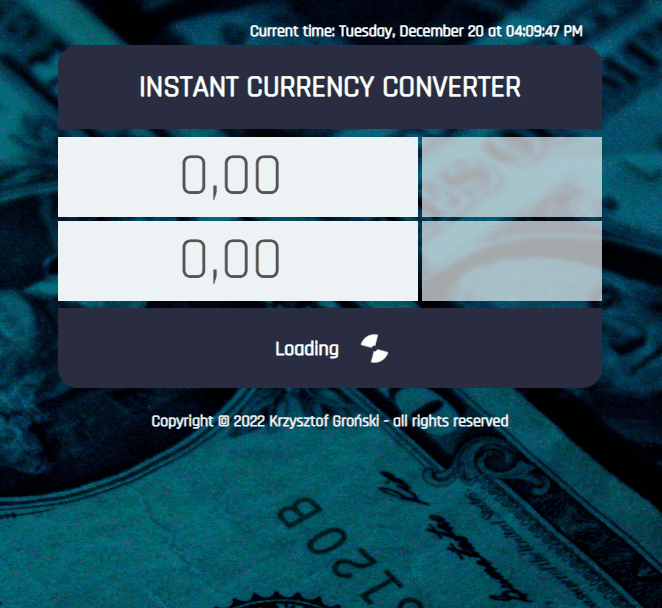 Current time: Tuesday, December 20 at 04:09:47 PM
INSTANT CURRENCY CONVERTER
0,00
0,00
Loading
Copyright © 2022 Krzysztof Groński - all rights reserved
5120B